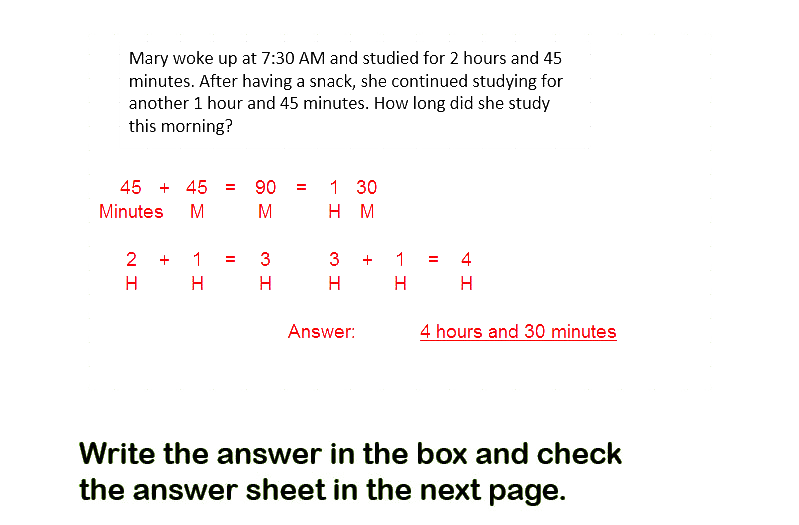 Mary woke up at 7:30 AM and studied for 2 hours and 45
minutes. After having a snack, she continued studying for
another 1 hour and 45 minutes. How long did she study
this morning?
45 + 45 = 90 = 1 30
Minutes M M H M
2 + 1 = 3 3 + 1 = 4
H H H H H H
Answer: 4 hours and 30 minutes
Write the answer in the box and check
the answer sheet in the next page.